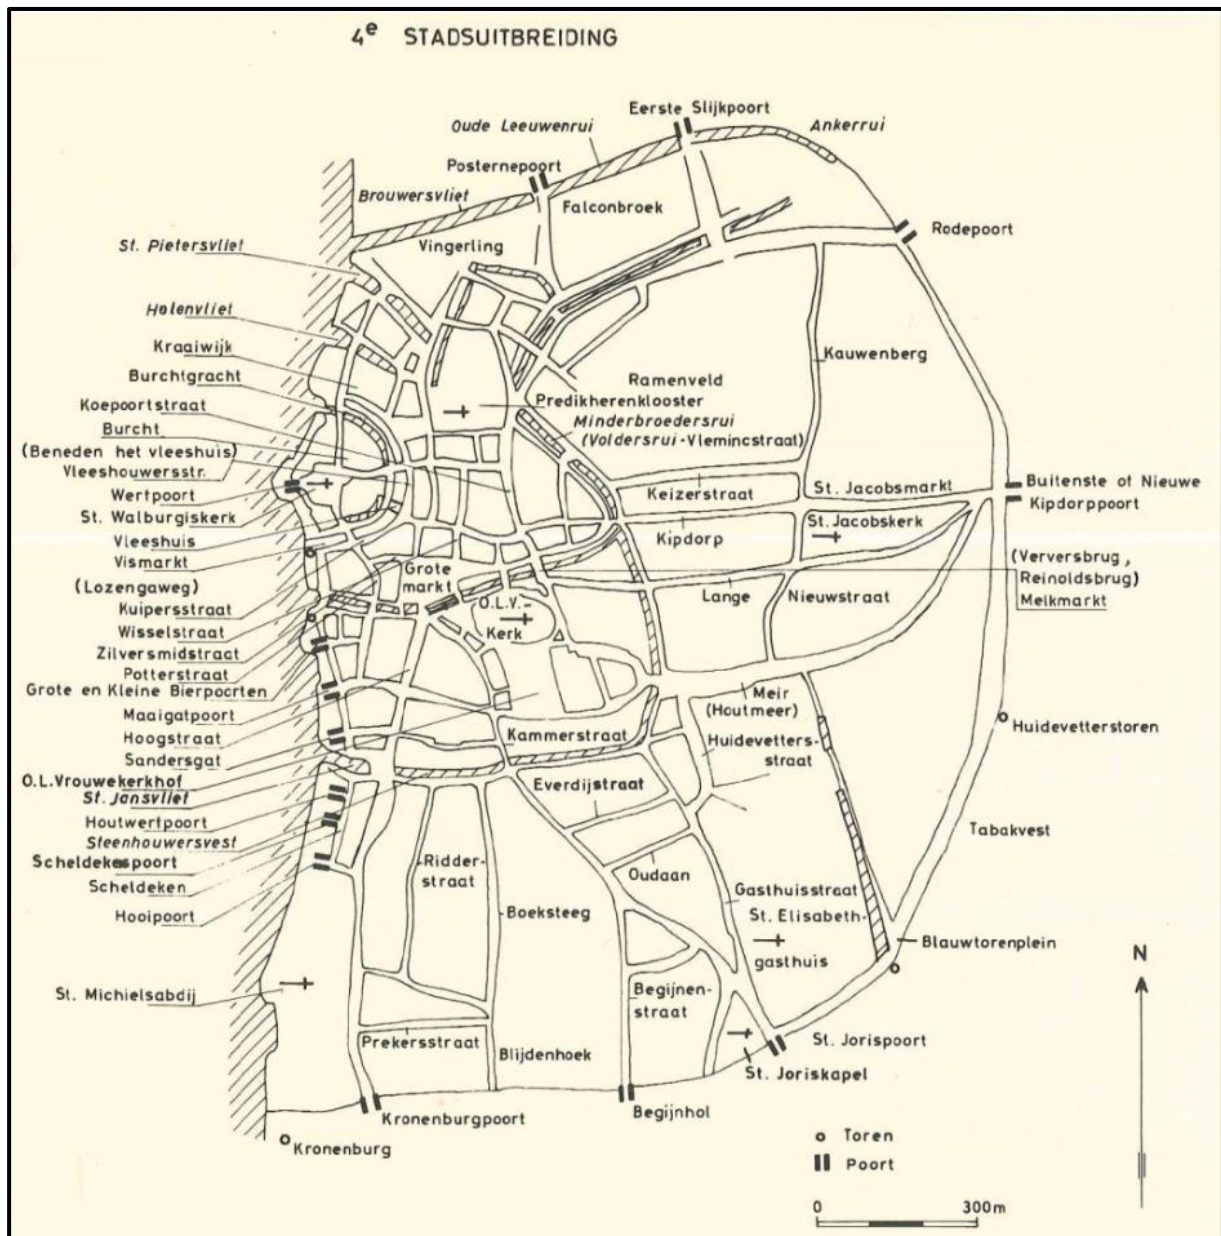 4e STADSUITBREIDING
Eerste Slijkpoort
Oude Leeuwenrui
Ankerrui
Posternepoort
Brouwersvliet
Falconbroek
Rodepoort
St. Pietersvliet
Vingerling
Holenvliet
Kraaiwijk
Kauwenberg
Burchtgracht
Ramenveld
Koepoortstraat
Predikherenklooster
Burcht
Minderbroedersrui
(Voldersrui-Vlemincstraat)
(Beneden het vleeshuis)
Vleeshouwersstr.
Wertpoort
Keizerstraat
St. Jacobsmarkt
Buitenste of Nieuwe
Kipdorppoort
St. Walburgiskerk
St. Jacobskerk
Kipdorp
Vleeshuis
Vismarkt
Grote
markt
(Verversbrug,
Reinoldsbrug)
Melkmarkt
(Lozengaweg)
Kuipersstraat
Lange
Nieuwstraat
O.L.V.-
Kerk
Wisselstraat
Zilversmidstraat
Potterstraat
Grote en Kleine Bierpoorten
Meir
(Houtmeer)
Maaigatpoort
Huidevetterstoren
Hoogstraat
Kammerstraat
Huidevetters-
straat
Sandersgat
O.L.Vrouwekerkhof
Everdijstraat
St. Jansvliet
Houtwertpoort
Tabakvest
Steenhouwersvest
Scheldekespoort
Ridder-
straat
Oudaan
Scheldeken
Gasthuisstraat
Hooipoort
Boeksteeg
St. Elisabeth-
gasthuis
Blauwtorenplein
N
St. Michielsabdij
Begijnen-
straat
Prekersstraat
Blijdenhoek
St. Jorispoort
St. Joriskapel
Kronenburgpoort
Begijnhol
Kronenburg
Toren
Poort
0 300m